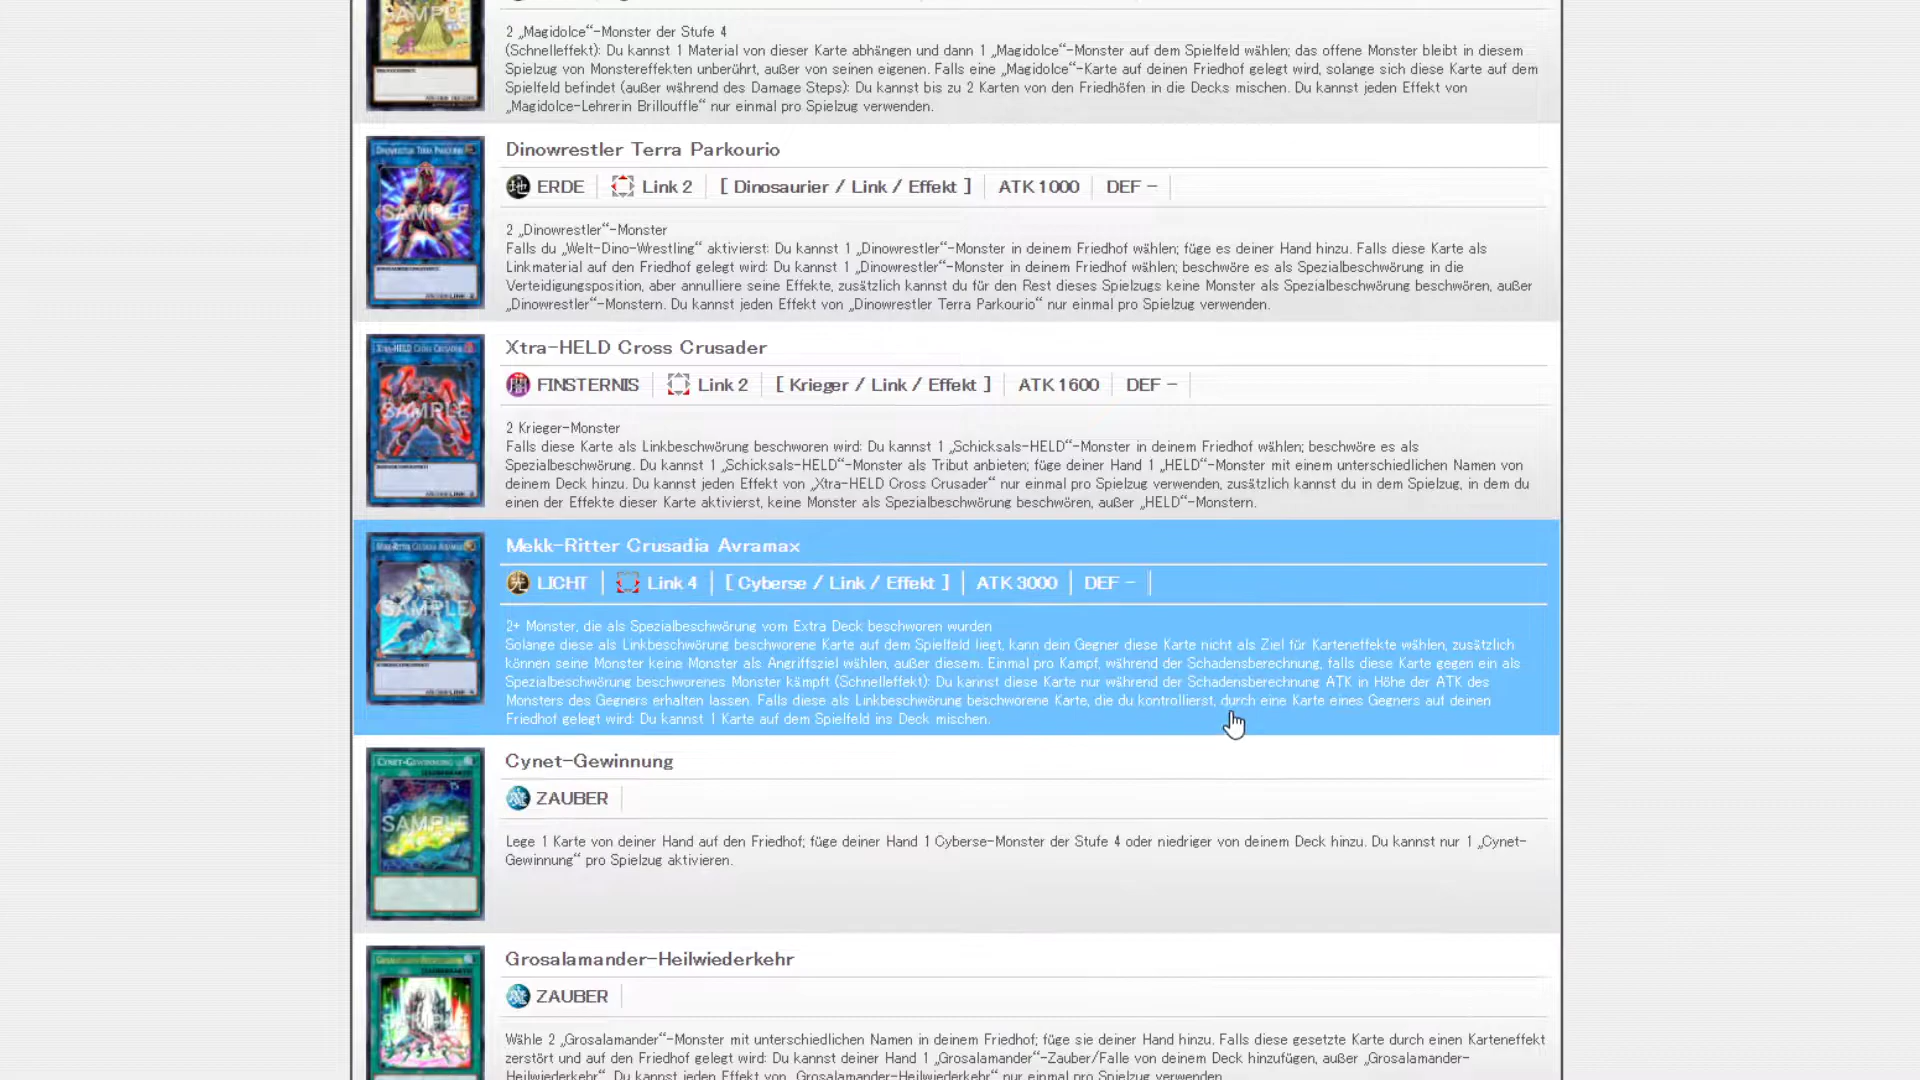 2 „Magidolce“-Monster der Stufe 4
(Schnelleffekt): Du kannst 1 Material von dieser Karte abhängen und dann 1 „Magidolce“-Monster auf dem Spielfeld wählen; das offene Monster bleibt in diesem
Spielzug von Monstereffekten unberührt, außer von seinen eigenen. Falls eine „Magidolce“-Karte auf deinen Friedhof gelegt wird, solange sich diese Karte auf dem
Spielfeld befindet (außer während des Damage Steps): Du kannst bis zu 2 Karten von den Friedhöfen in die Decks mischen. Du kannst jeden Effekt von
„Magidolce-Lehrerin Brillouffle“ nur einmal pro Spielzug verwenden.
Dinowrestler Terra Parkourio
地 ERDE Link 2 [ Dinosaurier / Link / Effekt ] ATK 1000 DEF -
SAMPLE
2 „Dinowrestler“-Monster
Falls du „Welt-Dino-Wrestling“ aktivierst: Du kannst 1 „Dinowrestler“-Monster in deinem Friedhof wählen; füge es deiner Hand hinzu. Falls diese Karte als
Linkmaterial auf den Friedhof gelegt wird: Du kannst 1 „Dinowrestler“-Monster in deinem Friedhof wählen; beschwöre es als Spezialbeschwörung in die
Verteidigungsposition, aber annulliere seine Effekte, zusätzlich kannst du für den Rest dieses Spielzugs keine Monster als Spezialbeschwörung beschwören, außer
„Dinowrestler“-Monstern. Du kannst jeden Effekt von „Dinowrestler Terra Parkourio“ nur einmal pro Spielzug verwenden.
Xtra-HELD Cross Crusader
闇 FINSTERNIS Link 2 [ Krieger / Link / Effekt ] ATK 1600 DEF -
SAMPLE
2 Krieger-Monster
Falls diese Karte als Linkbeschwörung beschworen wird: Du kannst 1 „Schicksals-HELD“-Monster in deinem Friedhof wählen; beschwöre es als
Spezialbeschwörung. Du kannst 1 „Schicksals-HELD“-Monster als Tribut anbieten; füge deiner Hand 1 „HELD“-Monster mit einem unterschiedlichen Namen von
deinem Deck hinzu. Du kannst jeden Effekt von „Xtra-HELD Cross Crusader“ nur einmal pro Spielzug verwenden, zusätzlich kannst du in dem Spielzug, in dem du
einen der Effekte dieser Karte aktivierst, keine Monster als Spezialbeschwörung beschwören, außer „HELD“-Monstern.
Mekk-Ritter Crusadia Avramax
光 LICHT Link 4 [ Cyberse / Link / Effekt ] ATK 3000 DEF -
SAMPLE
2+ Monster, die als Spezialbeschwörung vom Extra Deck beschworen wurden
Solange diese als Linkbeschwörung beschworene Karte auf dem Spielfeld liegt, kann dein Gegner diese Karte nicht als Ziel für Karteneffekte wählen, zusätzlich
können seine Monster keine Monster als Angriffsziel wählen, außer diesem. Einmal pro Kampf, während der Schadensberechnung, falls diese Karte gegen ein als
Spezialbeschwörung beschworenes Monster kämpft (Schnelleffekt): Du kannst diese Karte nur während der Schadensberechnung ATK in Höhe der ATK des
Monsters des Gegners erhalten lassen. Falls diese als Linkbeschwörung beschworene Karte, die du kontrollierst, durch eine Karte eines Gegners auf deinen
Friedhof gelegt wird: Du kannst 1 Karte auf dem Spielfeld ins Deck mischen.
Cynet-Gewinnung
ZAUBER
SAMPLE
Lege 1 Karte von deiner Hand auf den Friedhof; füge deiner Hand 1 Cyberse-Monster der Stufe 4 oder niedriger von deinem Deck hinzu. Du kannst nur 1 „Cynet-
Gewinnung“ pro Spielzug aktivieren.
Grosalamander-Heilwiederkehr
ZAUBER
SAMPLE
Wähle 2 „Grosalamander“-Monster mit unterschiedlichen Namen in deinem Friedhof; füge sie deiner Hand hinzu. Falls diese gesetzte Karte durch einen Karteneffekt
zerstört und auf den Friedhof gelegt wird: Du kannst deiner Hand 1 „Grosalamander“-Zauber/Falle von deinem Deck hinzufügen, außer „Grosalamander-
Heilwiederkehr“. Du kannst jeden Effekt von „Grosalamander-Heilwiederkehr“ nur einmal pro Spielzug verwenden.